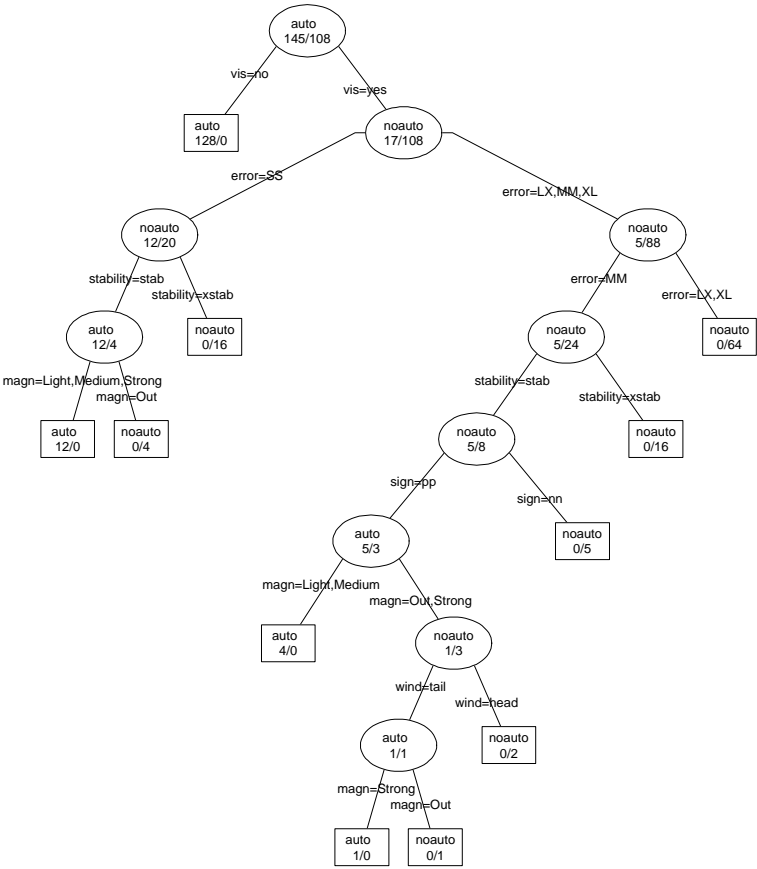 auto
145/108
vis=no
vis=yes
auto
128/0
noauto
17/108
error=SS
error=LX,MM,XL
noauto
12/20
noauto
5/88
stability=stab
stability=xstab
error=MM
error=LX,XL
auto
12/4
noauto
0/16
noauto
5/24
noauto
0/64
magn=Light,Medium,Strong
magn=Out
stability=stab
stability=xstab
auto
12/0
noauto
0/4
noauto
5/8
noauto
0/16
sign=pp
sign=nn
auto
5/3
noauto
0/5
magn=Light,Medium
magn=Out,Strong
auto
4/0
noauto
1/3
wind=tail
wind=head
auto
1/1
noauto
0/2
magn=Strong
magn=Out
auto
1/0
noauto
0/1